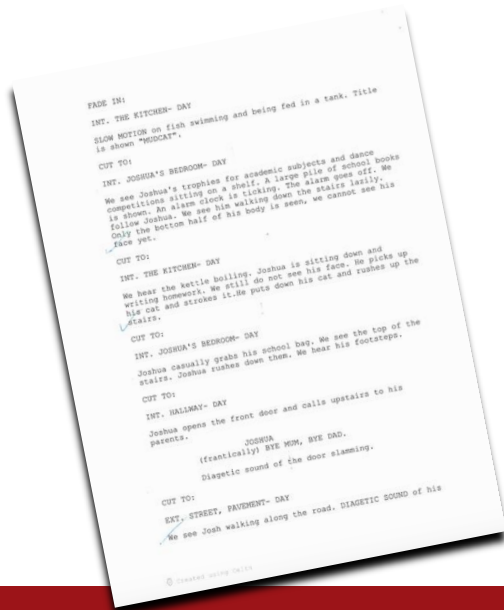 FADE IN:
INT. THE KITCHEN- DAY
SLOW MOTION on fish swimming and being fed in a tank. Title
is shown "MUDCAT".
CUT TO:
INT. JOSHUA'S BEDROOM- DAY
We see Joshua's trophies for academic subjects and dance
competitions sitting on a shelf. A large pile of school books
is shown. An alarm clock is ticking. The alarm goes off. We
follow Joshua. We see him walking down the stairs lazily.
Only the bottom half of his body is seen, we cannot see his
face yet.
CUT TO:
INT. THE KITCHEN- DAY
We hear the kettle boiling. Joshua is sitting down and
writing homework. We still do not see his face. He picks up
his cat and strokes it.He puts down his cat and rushes up the
stairs.
CUT TO:
INT. JOSHUA'S BEDROOM- DAY
Joshua casually grabs his school bag. We see the top of the
stairs. Joshua rushes down them. We hear his footsteps.
CUT TO:
INT. HALLWAY- DAY
Joshua opens the front door and calls upstairs to his
parents.
JOSHUA
(frantically) BYE MUM, BYE DAD.
Diagetic sound of the door slamming.
CUT TO:
EXT. STREET, PAVEMENT- DAY
We see Josh walking along the road. DIAGETIC SOUND of his
Created using Celtx